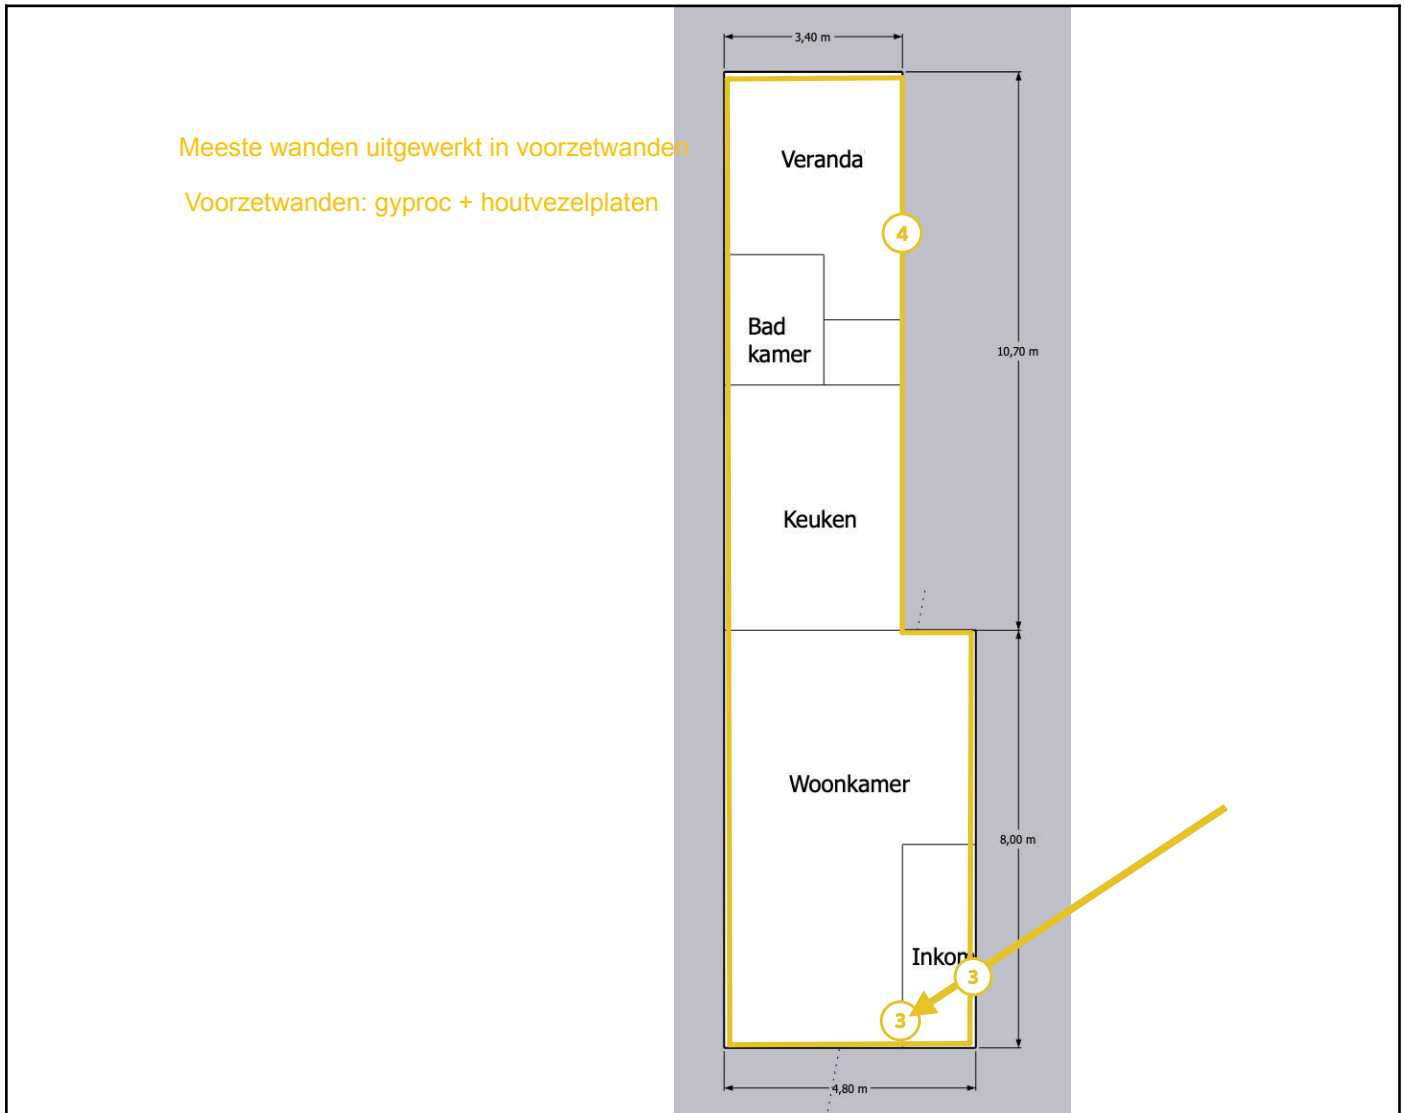 3,40 m
Meeste wanden uitgewerkt in voorzetwanden
Veranda
Voorzetwanden: gyproc + houtvezelplaten
4
Bad
kamer
10,70 m
Keuken
Woonkamer
8,00 m
Inkom
3
3
4,80 m